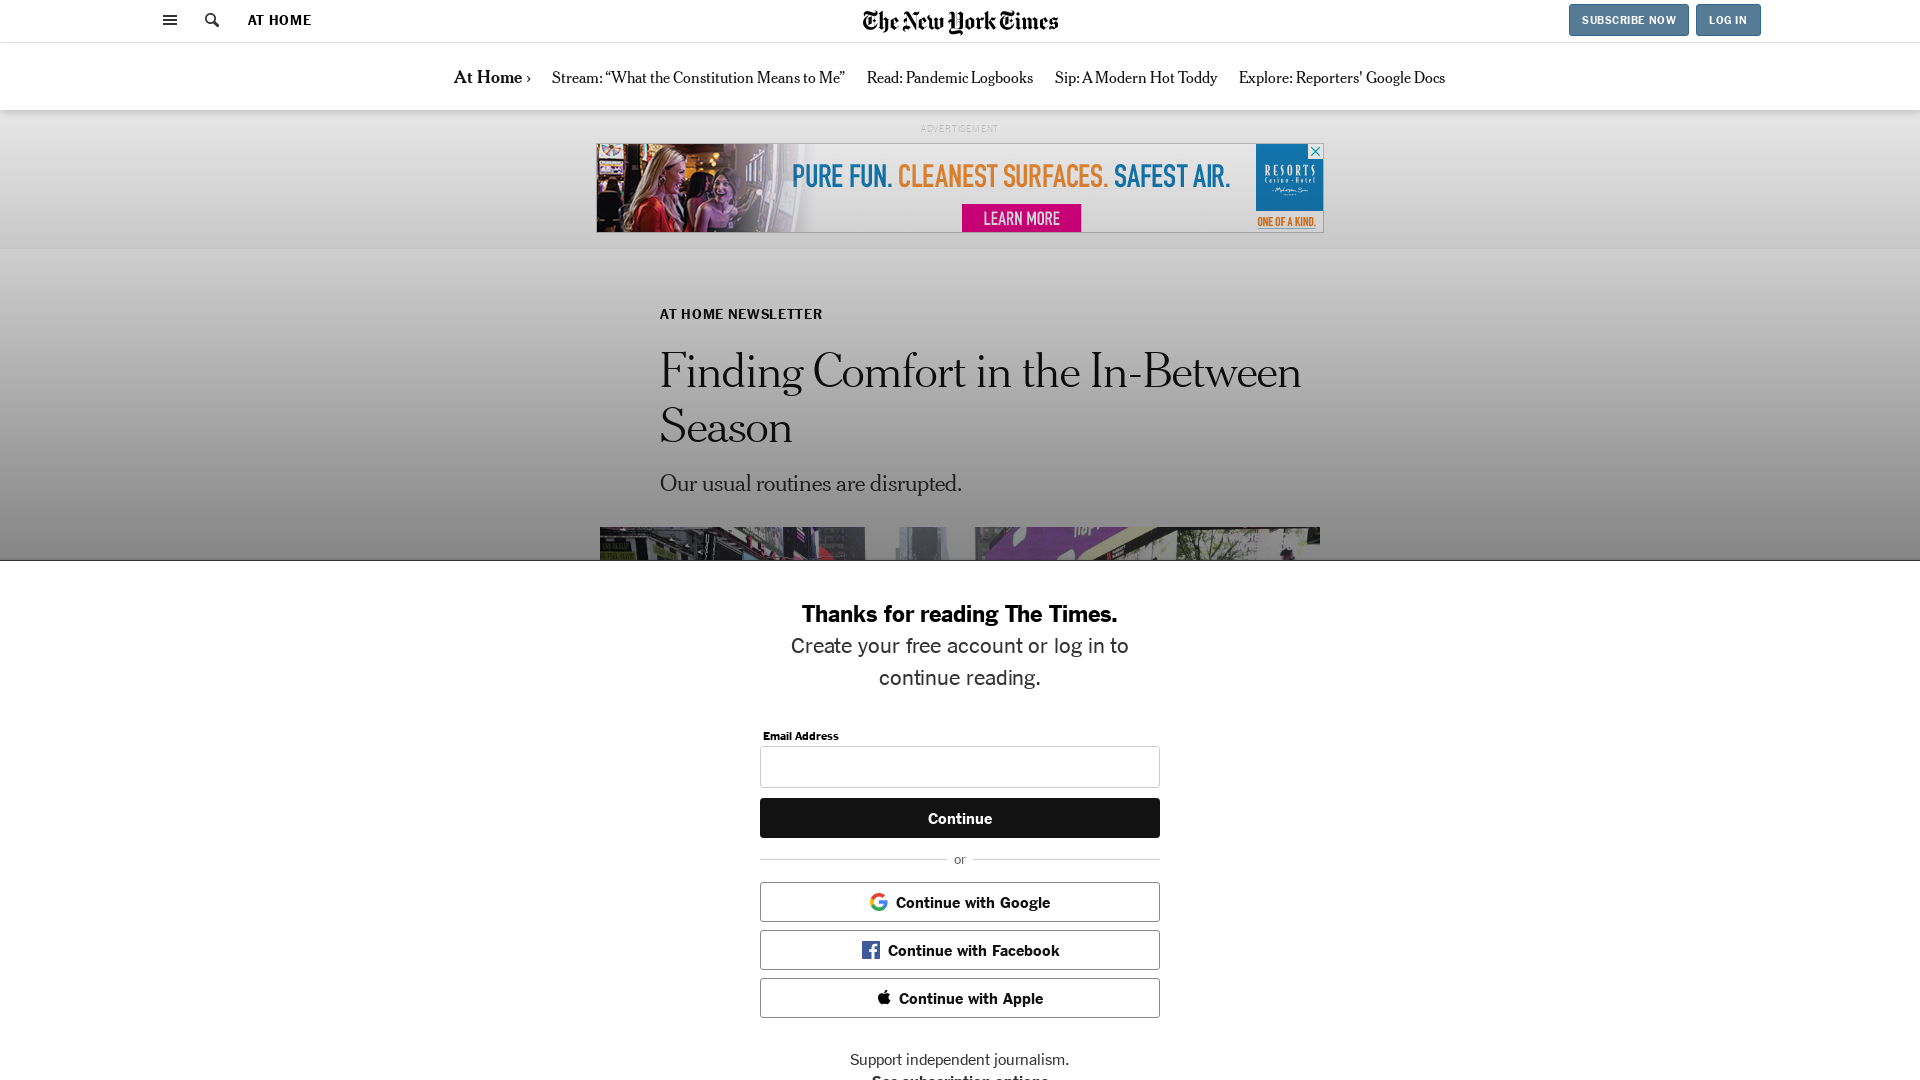 AT HOME
The New York Times
SUBSCRIBE NOW
LOG IN
At Home ›
Stream: “What the Constitution Means to Me”
Read: Pandemic Logbooks
Sip: A Modern Hot Toddy
Explore: Reporters' Google Docs
ADVERTISEMENT
PURE FUN. CLEANEST SURFACES. SAFEST AIR.
LEARN MORE
RESORTS
Casino • Hotel
ONE OF A KIND.
AT HOME NEWSLETTER
Finding Comfort in the In-Between
Season
Our usual routines are disrupted.
Thanks for reading The Times.
Create your free account or log in to
continue reading.
Email Address
Continue
or
Continue with Google
Continue with Facebook
Continue with Apple
Support independent journalism.
See subscription options.